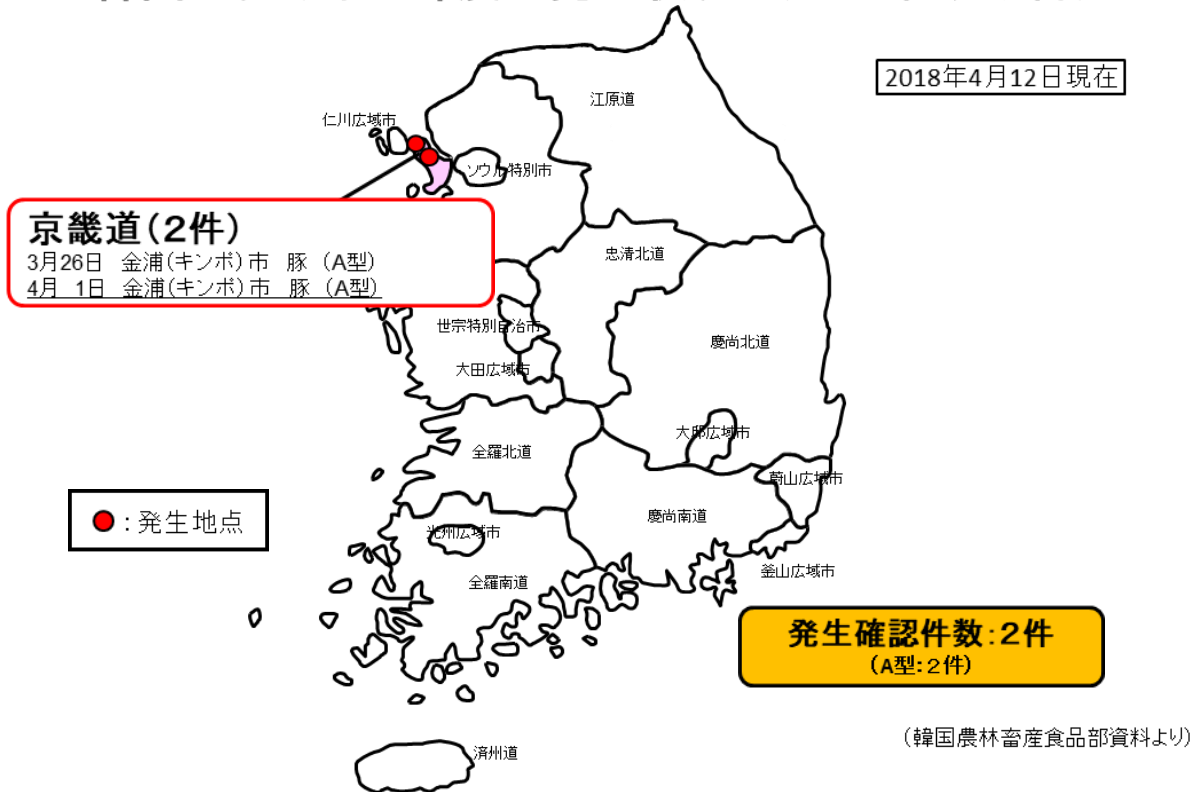 2018年4月12日現在
江原道
仁川広域市
ソウル特別市
京畿道(2件)
3月26日 金浦(キンポ)市 豚 (A型)
4月 1日 金浦(キンポ)市 豚 (A型)
忠清北道
世宗特別自治市
慶尚北道
大田広域市
大邱広域市
全羅北道
蔚山広域市
●:発生地点
慶尚南道
光州広域市
釜山広域市
全羅南道
発生確認件数:2件
(A型:2件)
(韓国農林畜産食品部資料より)
済州道